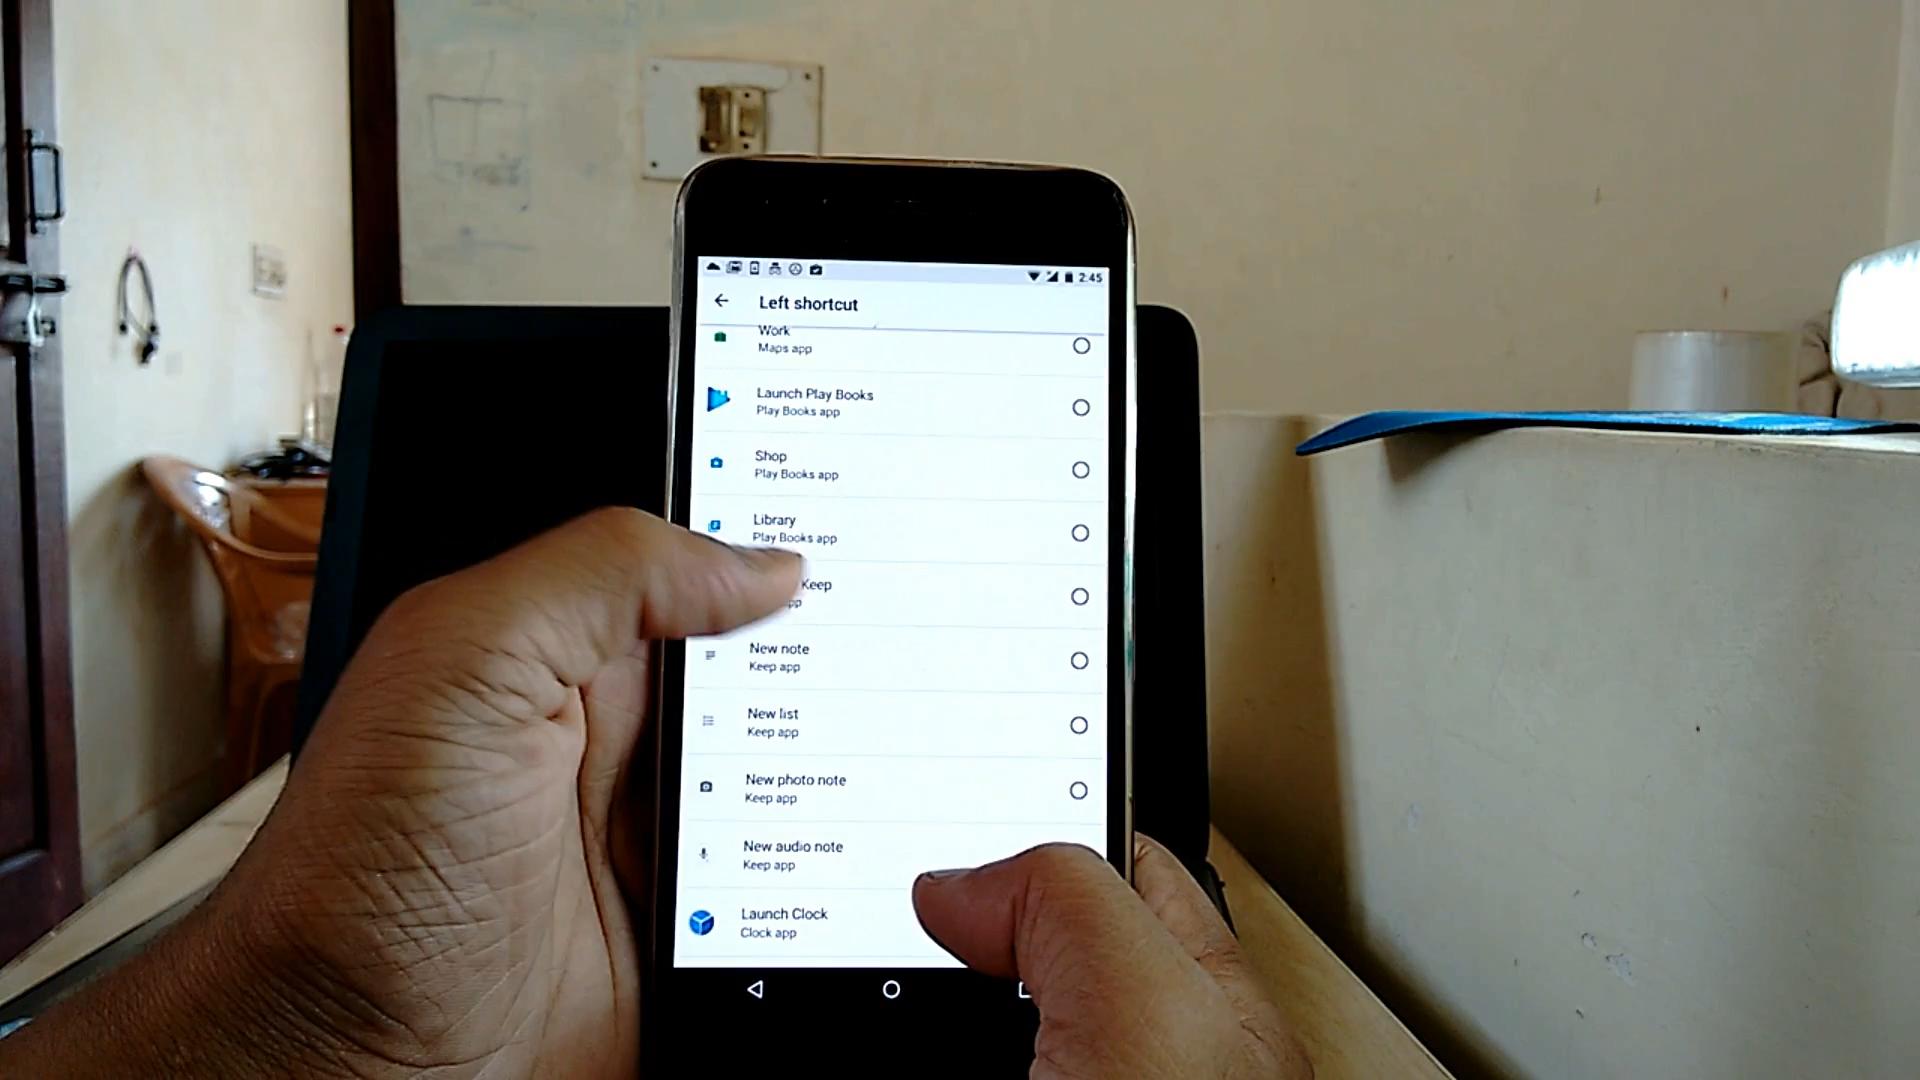 2:45
Left shortcut
Work
Maps app
Launch Play Books
Play Books app
Shop
Play Books app
Library
Play Books app
Keep
New note
Keep app
New list
Keep app
New photo note
Keep app
New audio note
Keep app
Launch Clock
Clock app